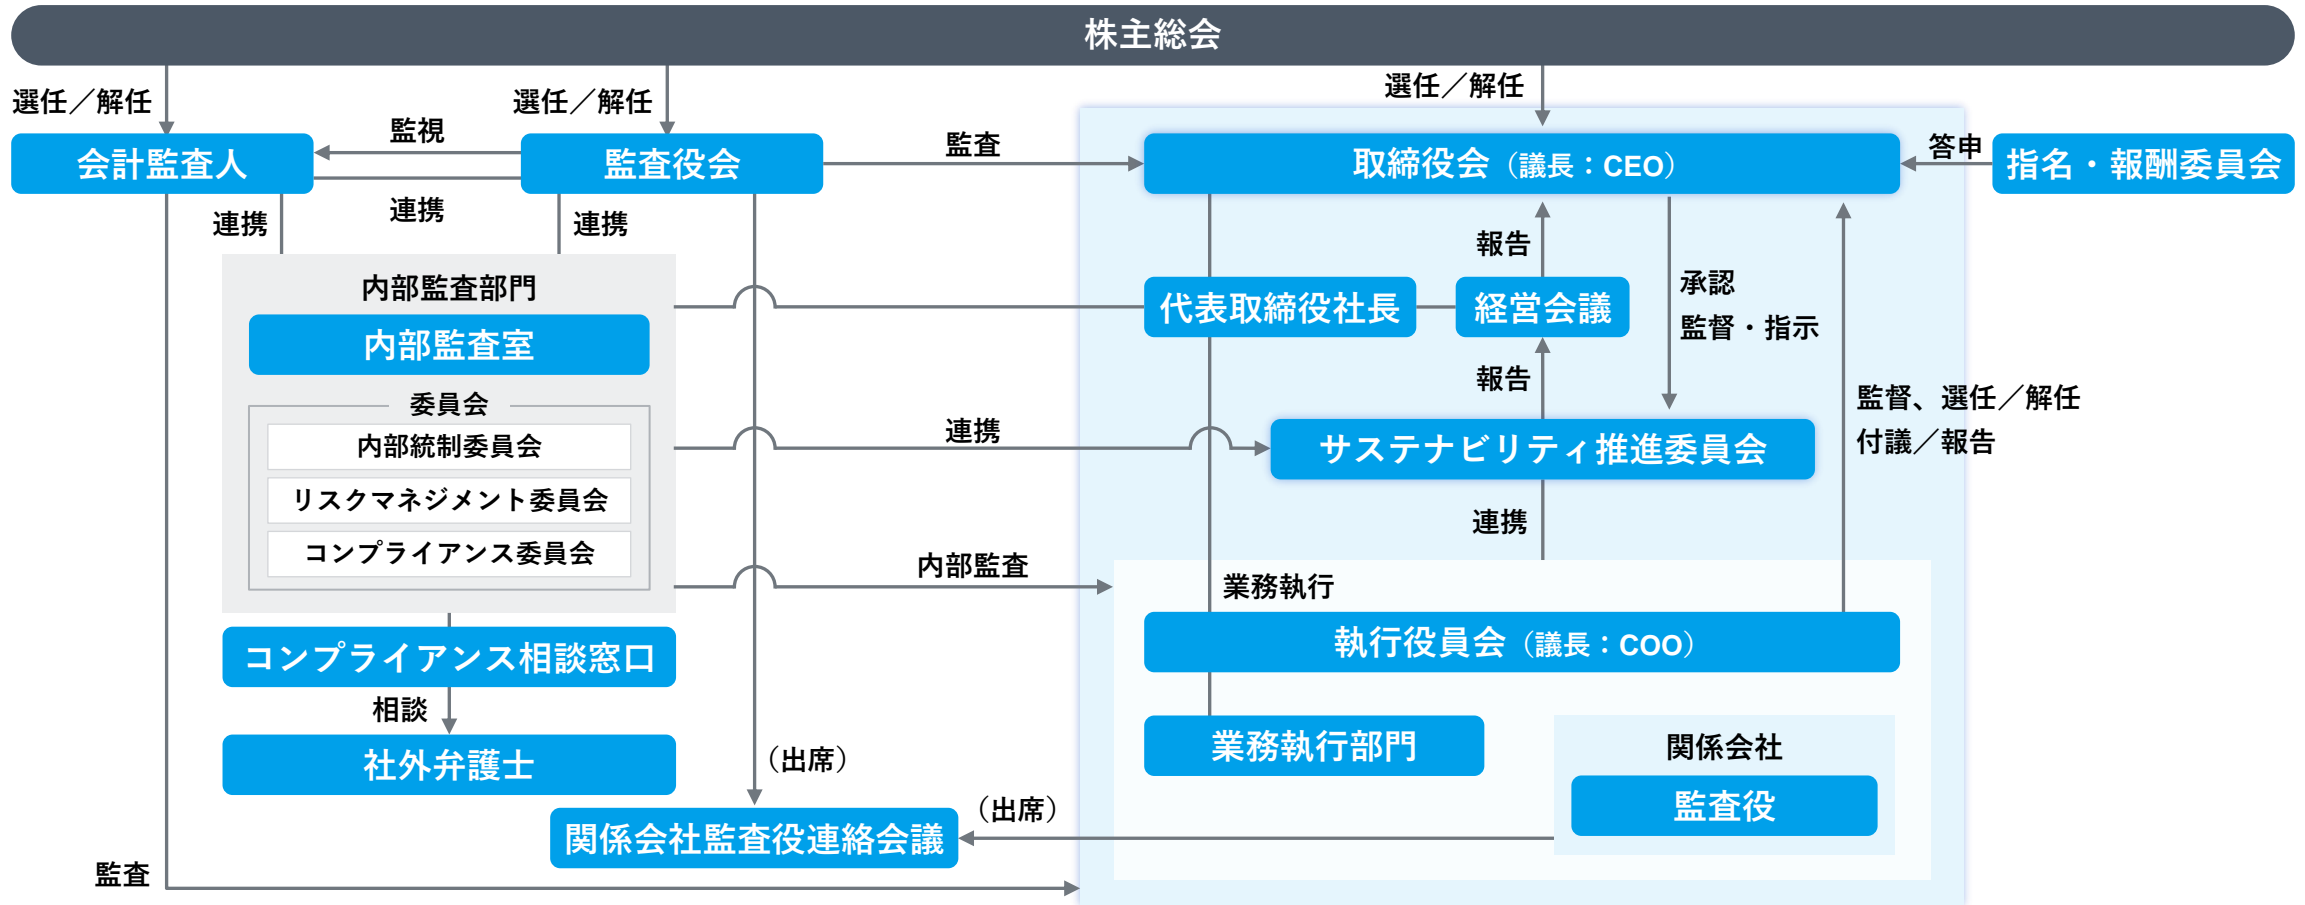 株主総会
選任／解任
選任／解任
選任／解任
会計監査人
監視
連携
監査役会
監査
取締役会（議長：CEO）
答申
指名・報酬委員会
連携
連携
報告
承認
監督・指示
内部監査部門
内部監査室
代表取締役社長
経営会議
報告
監督、選任／解任
付議／報告
委員会
内部統制委員会
リスクマネジメント委員会
コンプライアンス委員会
連携
サステナビリティ推進委員会
連携
内部監査
業務執行
執行役員会（議長：COO）
コンプライアンス相談窓口
相談
社外弁護士
（出席）
業務執行部門
関係会社
監査役
（出席）
関係会社監査役連絡会議
監査